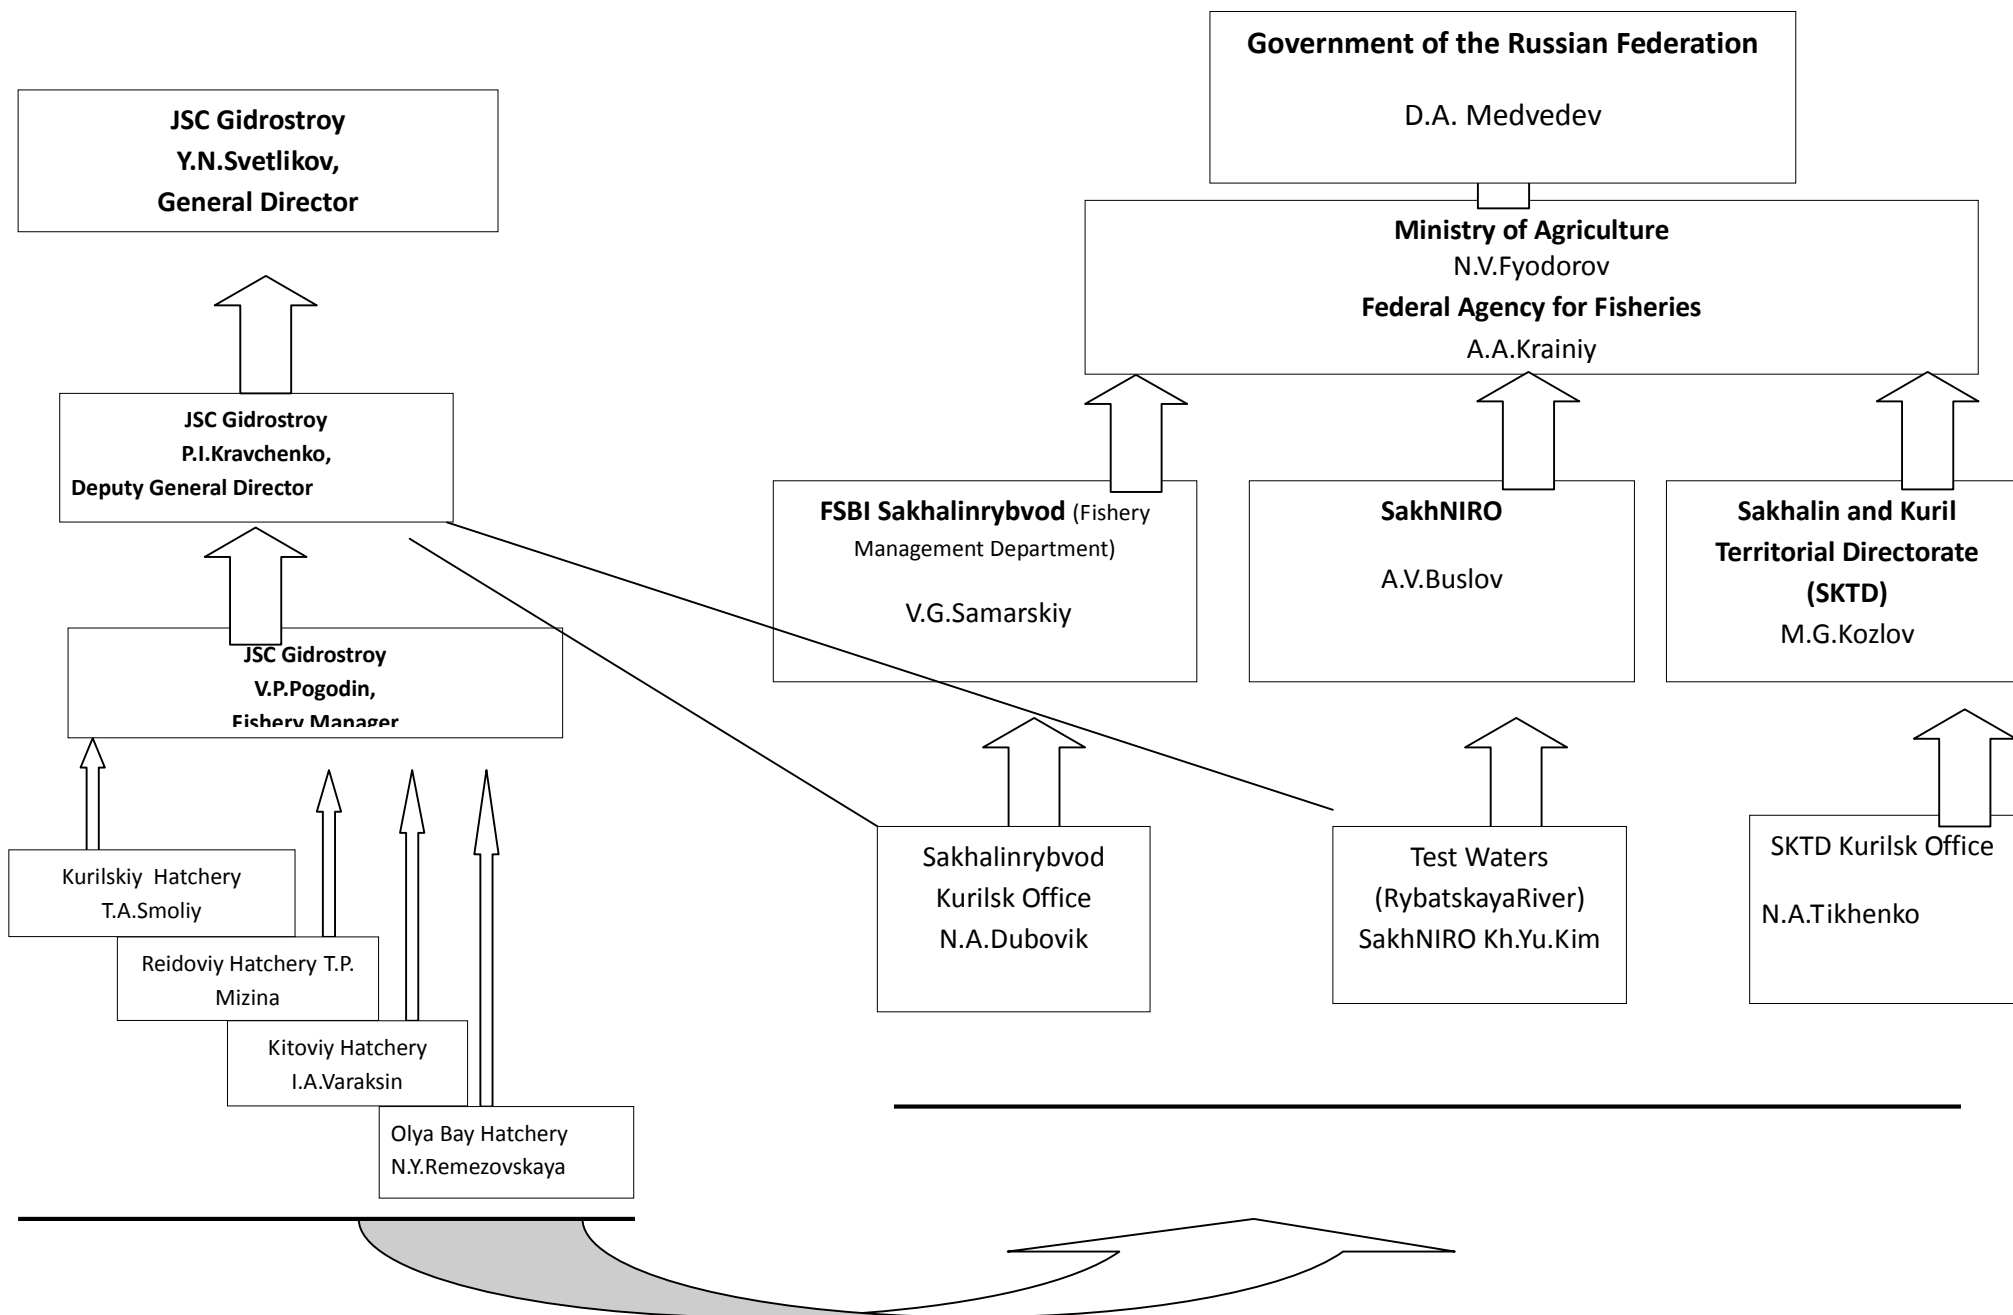 Government of the Russian Federation
D.A. Medvedev
JSC Gidrostroy
Y.N.Svetlikov,
General Director
Ministry of Agriculture
N.V.Fyodorov
Federal Agency for Fisheries
A.A.Krainiy
JSC Gidrostroy
P.I.Kravchenko,
Deputy General Director
FSBI Sakhalinrybvod (Fishery
Management Department)
V.G.Samarskiy
SakhNIRO
A.V.Buslov
Sakhalin and Kuril
Territorial Directorate
(SKTD)
M.G.Kozlov
JSC Gidrostroy
V.P.Pogodin,
Fishery Manager
Kurilskiy Hatchery
T.A.Smoliy
Reidoviy Hatchery T.P.
Mizina
Kitoviy Hatchery
I.A.Varaksin
Olya Bay Hatchery
N.Y.Remezovskaya
Sakhalinrybvod
Kurilsk Office
N.A.Dubovik
Test Waters
(RybatskayaRiver)
SakhNIRO Kh.Yu.Kim
SKTD Kurilsk Office
N.A.Tikhenko